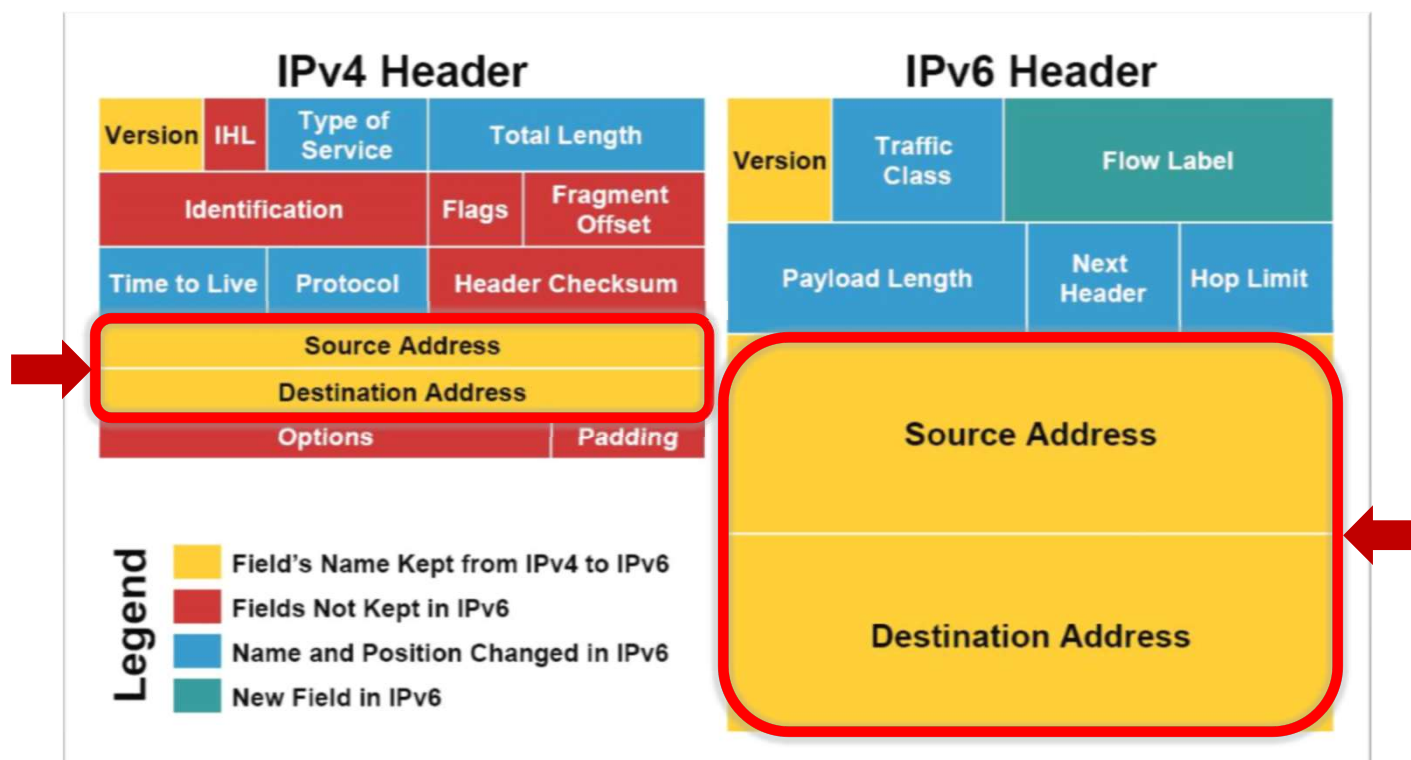 IPv4 Header
Version IHL Type of Service Total Length
Identification Flags Fragment Offset
Time to Live Protocol Header Checksum
Source Address
Destination Address
Options Padding
IPv6 Header
Version Traffic Class Flow Label
Payload Length Next Header Hop Limit
Source Address
Destination Address
Legend
Field's Name Kept from IPv4 to IPv6
Fields Not Kept in IPv6
Name and Position Changed in IPv6
New Field in IPv6